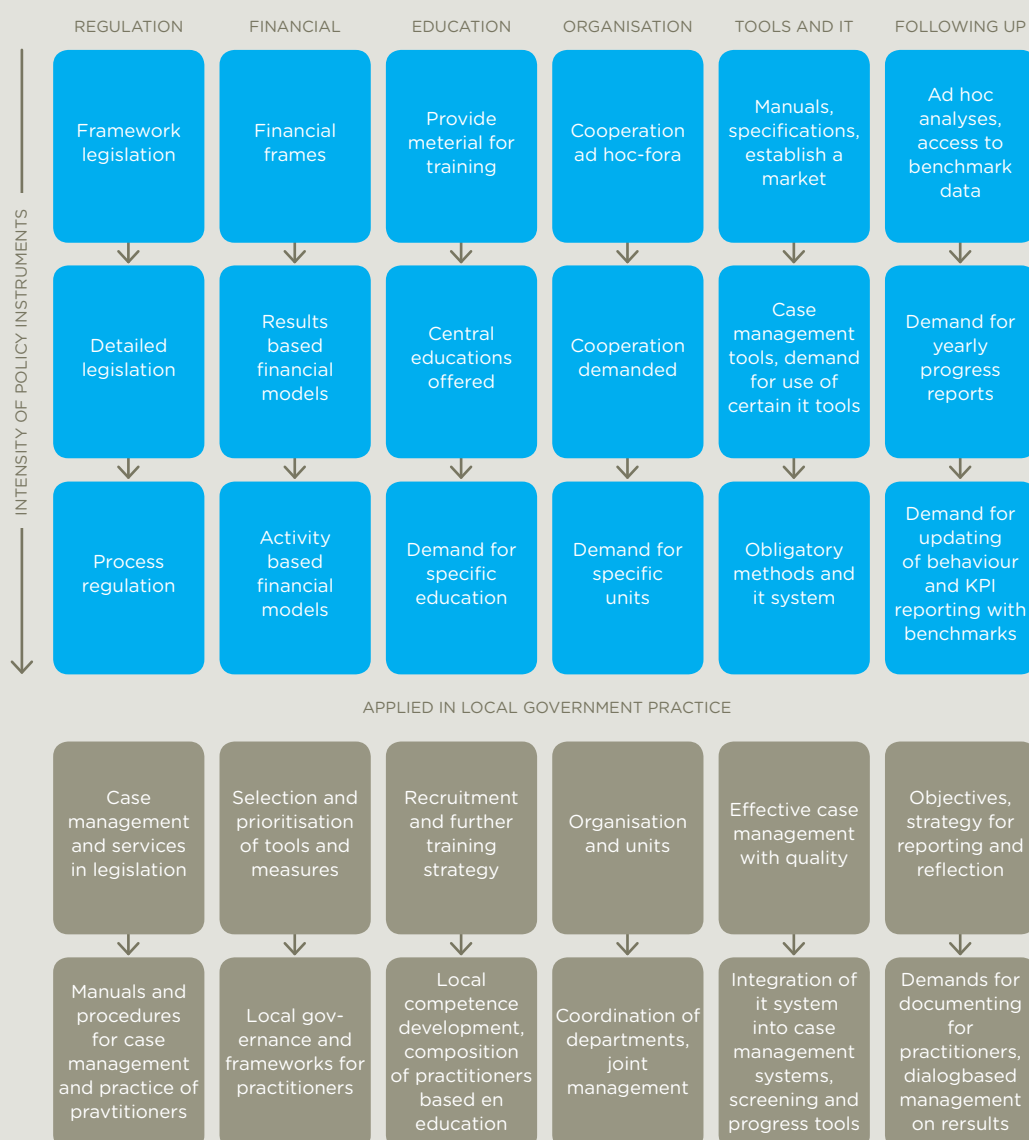 REGULATION
FINANCIAL
EDUCATION
ORGANISATION
TOOLS AND IT
FOLLOWING UP
INTENSITY OF POLICY INSTRUMENTS
Framework
legislation
Financial
frames
Provide
meterial for
training
Cooperation
ad hoc-fora
Manuals,
specifications,
establish a
market
Ad hoc
analyses,
access to
benchmark
data
Detailed
legislation
Results
based
financial
models
Central
educations
offered
Cooperation
demanded
Case
management
tools, demand
for use of
certain it tools
Demand for
yearly
progress
reports
Process
regulation
Activity
based
financial
models
Demand for
specific
education
Demand for
specific
units
Obligatory
methods and
it system
Demand for
updating
of behaviour
and KPI
reporting with
benchmarks
APPLIED IN LOCAL GOVERNMENT PRACTICE
Case
management
and services
in legislation
Selection and
prioritisation
of tools and
measures
Recruitment
and further
training
strategy
Organisation
and units
Effective case
management
with quality
Objectives,
strategy for
reporting and
reflection
Manuals and
procedures
for case
management
and practice of
pravtitioners
Local gov-
ernance and
frameworks for
practitioners
Local
competence
development,
composition
of practitioners
based en
education
Coordination of
departments,
joint
management
Integration of
it system
into case
management
systems,
screening and
progress tools
Demands for
documenting
for
practitioners,
dialogbased
management
on rersults